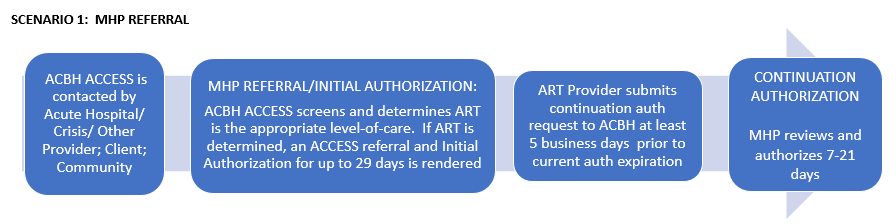 SCENARIO 1: MHP REFERRAL
ACBH ACCESS is
contacted by
Acute Hospital/
Crisis/ Other
Provider; Client;
Community
MHP REFERRAL/INITIAL AUTHORIZATION:
ACBH ACCESS screens and determines ART
is the appropriate level-of-care. If ART is
determined, an ACCESS referral and Initial
Authorization for up to 29 days is rendered
ART Provider submits
continuation auth
request to ACBH at least
5 business days prior to
current auth expiration
CONTINUATION
AUTHORIZATION
MHP reviews and
authorizes 7-21
days